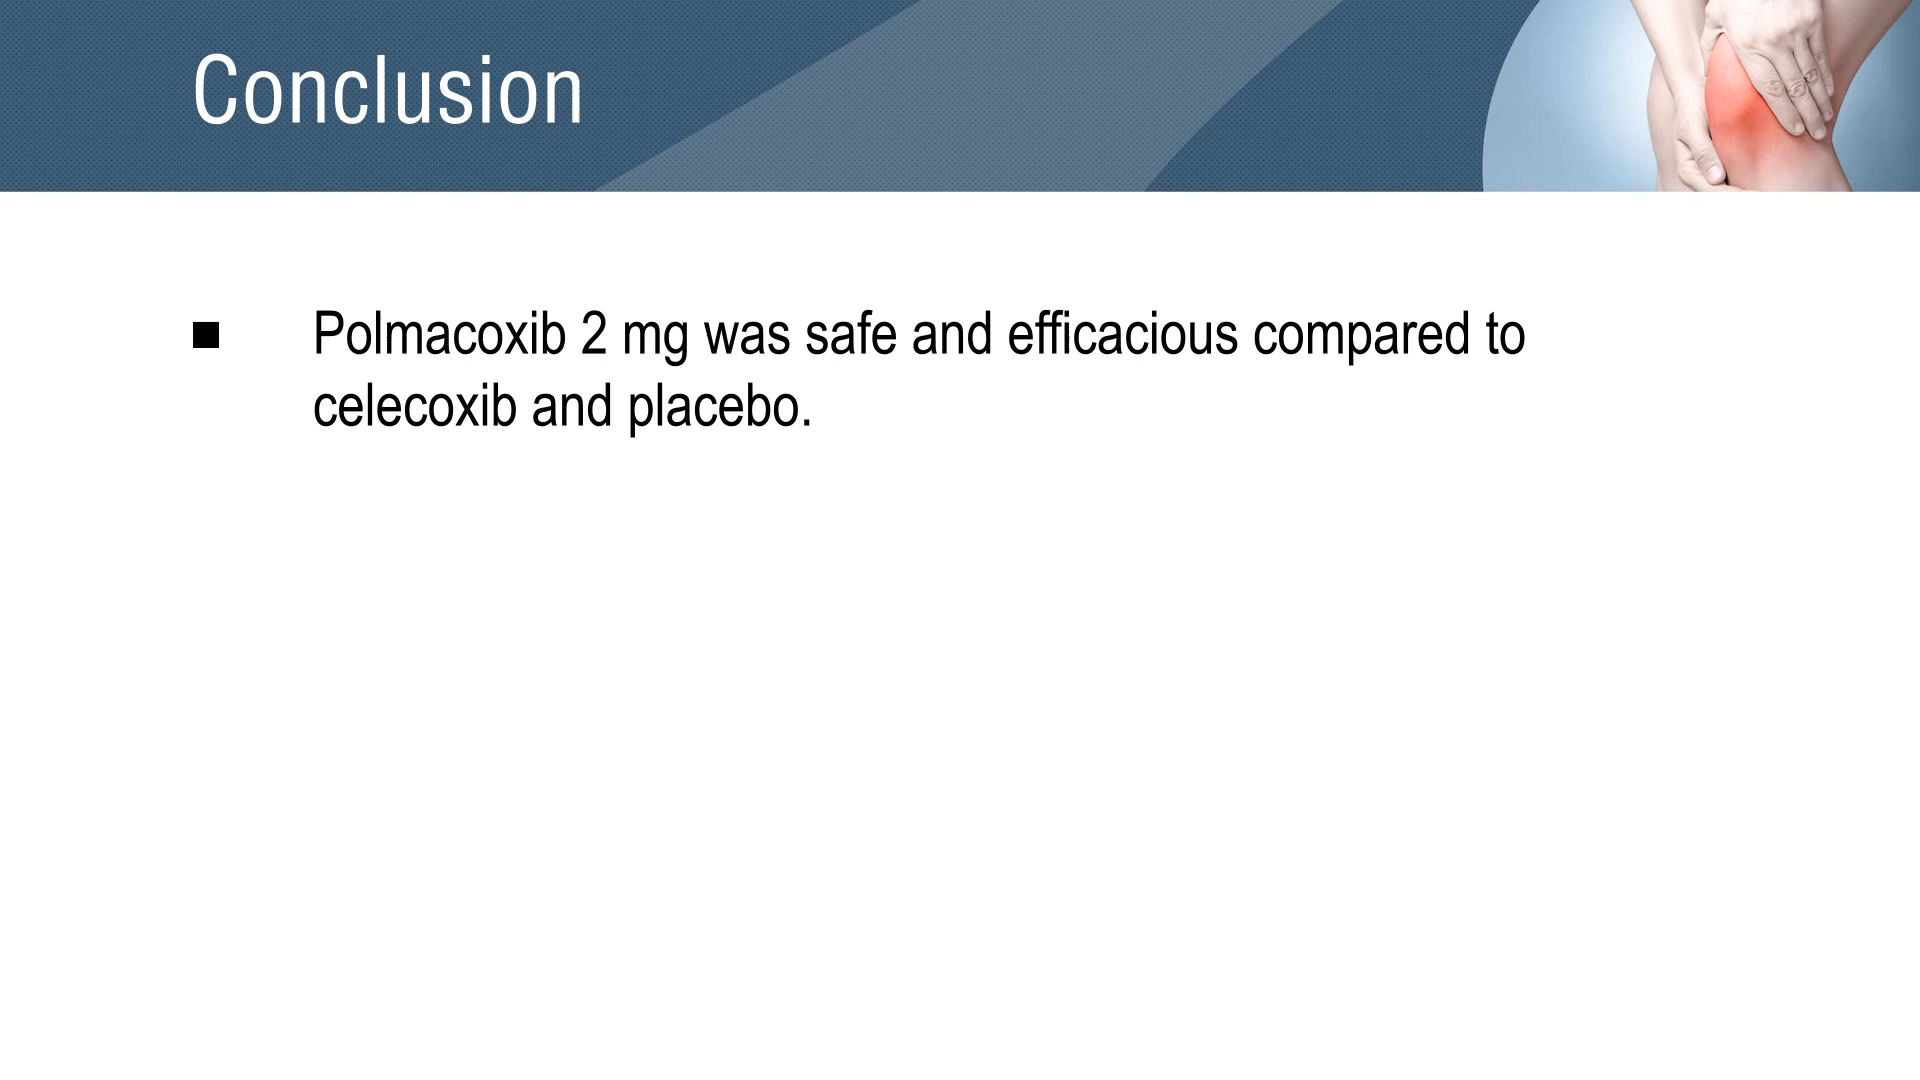 Conclusion
■ Polmacoxib 2 mg was safe and efficacious compared to
celecoxib and placebo.